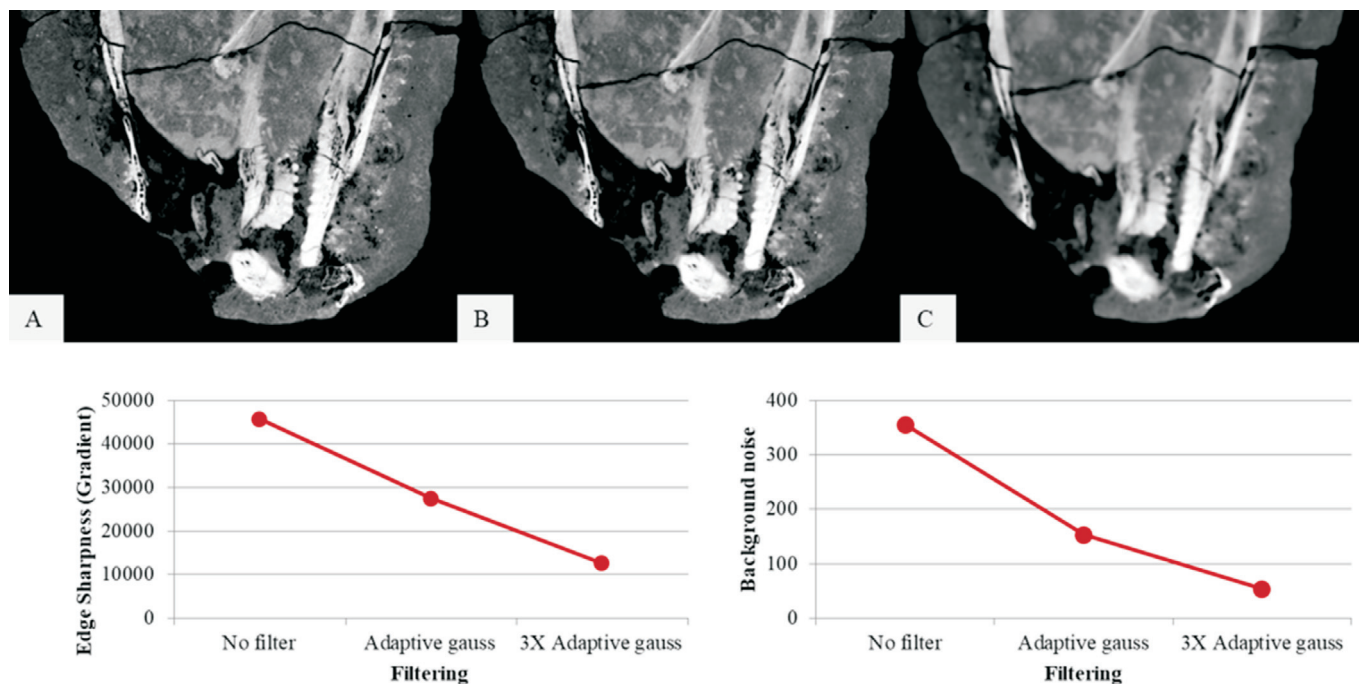 A
B
C
Edge Sharpness (Gradient)
50000
40000
30000
20000
10000
0
No filter
Adaptive gauss
3X Adaptive gauss
Filtering
Background noise
400
300
200
100
0
No filter
Adaptive gauss
3X Adaptive gauss
Filtering